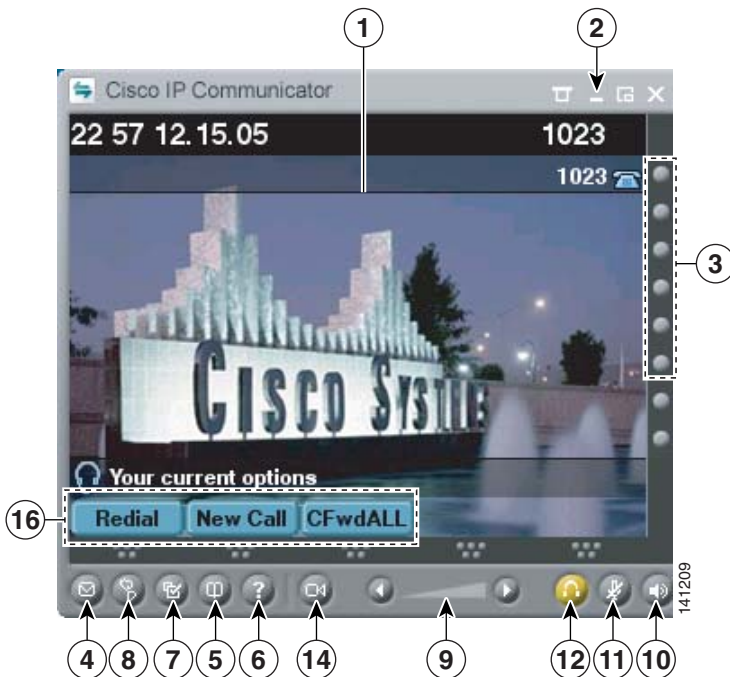 1 2
Cisco IP Communicator
22 57 12.15.05 1023
1023
3
CISCO SYSTEMS
Your current options
16 Redial New Call CFwdALL
?
141209
4 8 7 5 6 14 9 12 11 10